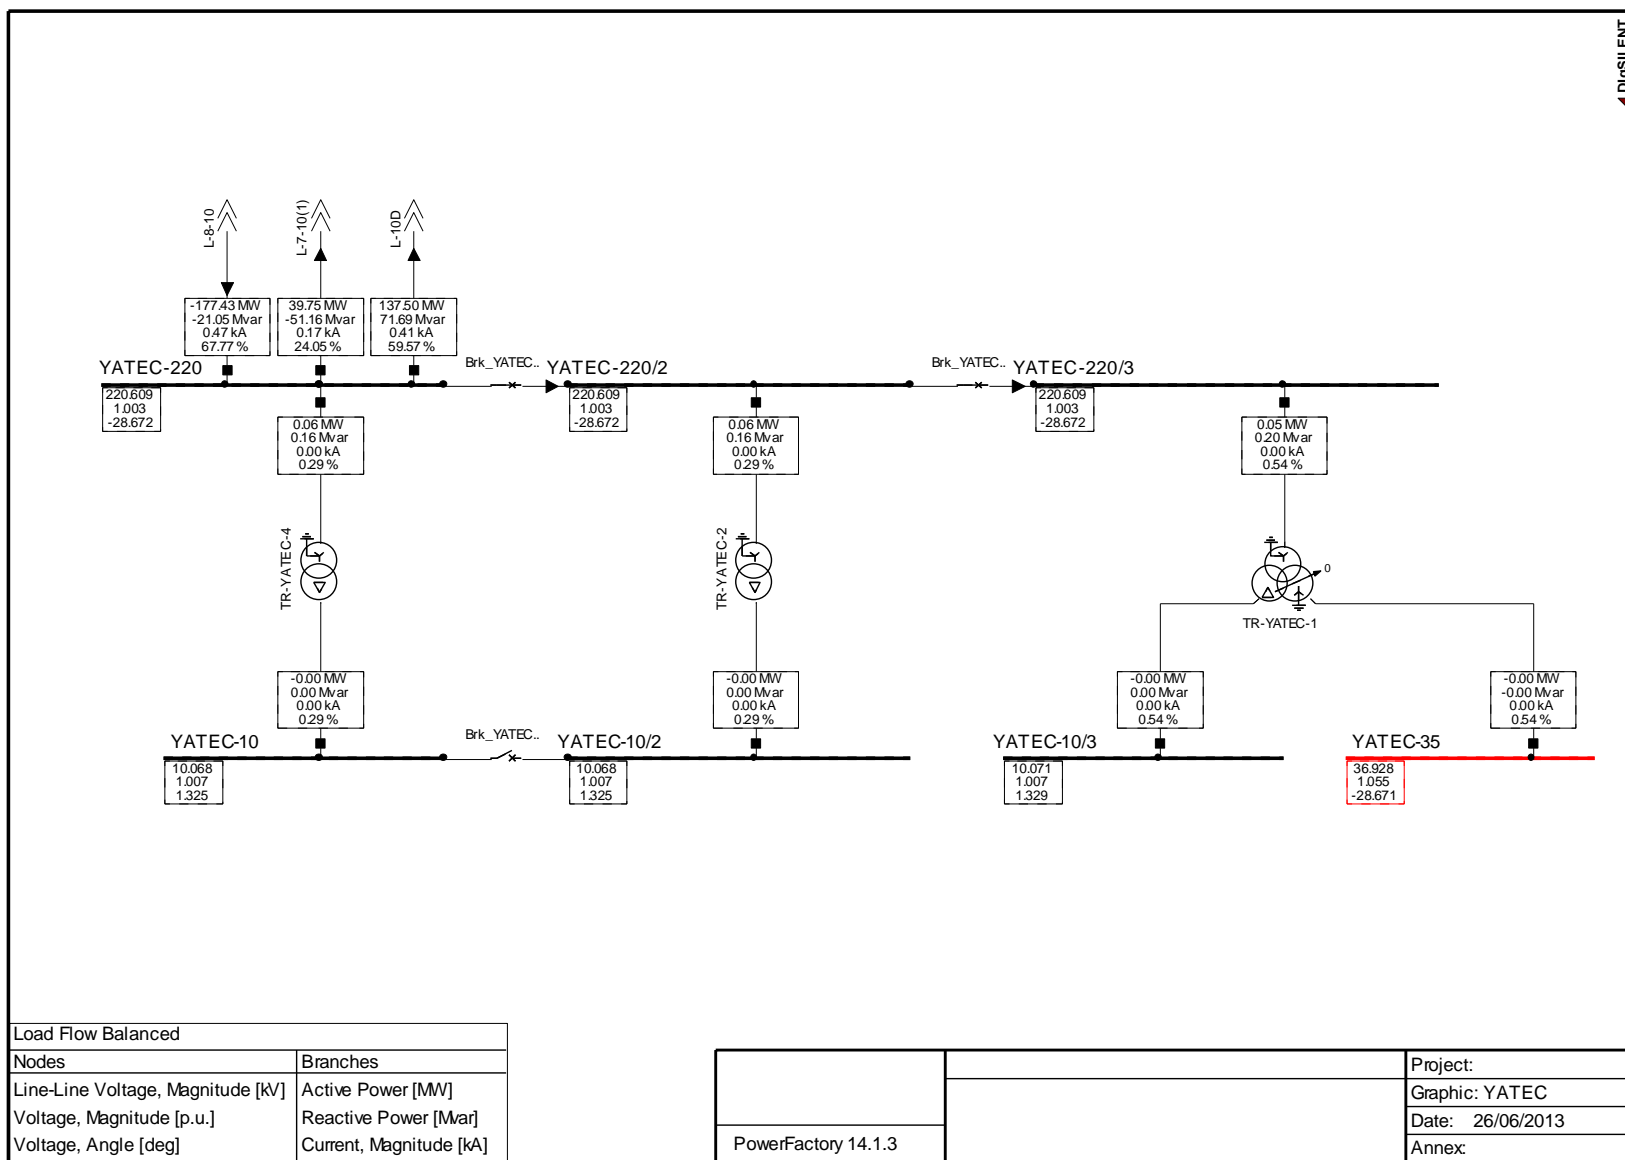 DIgSILENT
L-8-10
L-7-10(1)
L-10D
-177.43 MW
-21.05 Mvar
0.47 kA
67.77 %
39.75 MW
-51.16 Mvar
0.17 kA
24.05 %
137.50 MW
71.69 Mvar
0.41 kA
59.57 %
YATEC-220
Brk_YATEC..
YATEC-220/2
Brk_YATEC..
YATEC-220/3
220.609
1.003
-28.672
220.609
1.003
-28.672
220.609
1.003
-28.672
0.06 MW
0.16 Mvar
0.00 kA
0.29 %
0.06 MW
0.16 Mvar
0.00 kA
0.29 %
0.05 MW
0.20 Mvar
0.00 kA
0.54 %
TR-YATEC-4
TR-YATEC-2
0
TR-YATEC-1
-0.00 MW
0.00 Mvar
0.00 kA
0.29 %
-0.00 MW
0.00 Mvar
0.00 kA
0.29 %
-0.00 MW
0.00 Mvar
0.00 kA
0.54 %
-0.00 MW
-0.00 Mvar
0.00 kA
0.54 %
YATEC-10
Brk_YATEC..
YATEC-10/2
YATEC-10/3
YATEC-35
10.068
1.007
1.325
10.068
1.007
1.325
10.071
1.007
1.329
36.928
1.055
-28.671
Load Flow Balanced
Nodes
Branches
Line-Line Voltage, Magnitude [kV]
Active Power [MW]
Voltage, Magnitude [p.u.]
Reactive Power [Mvar]
Voltage, Angle [deg]
Current, Magnitude [kA]
PowerFactory 14.1.3
Project:
Graphic: YATEC
Date: 26/06/2013
Annex: